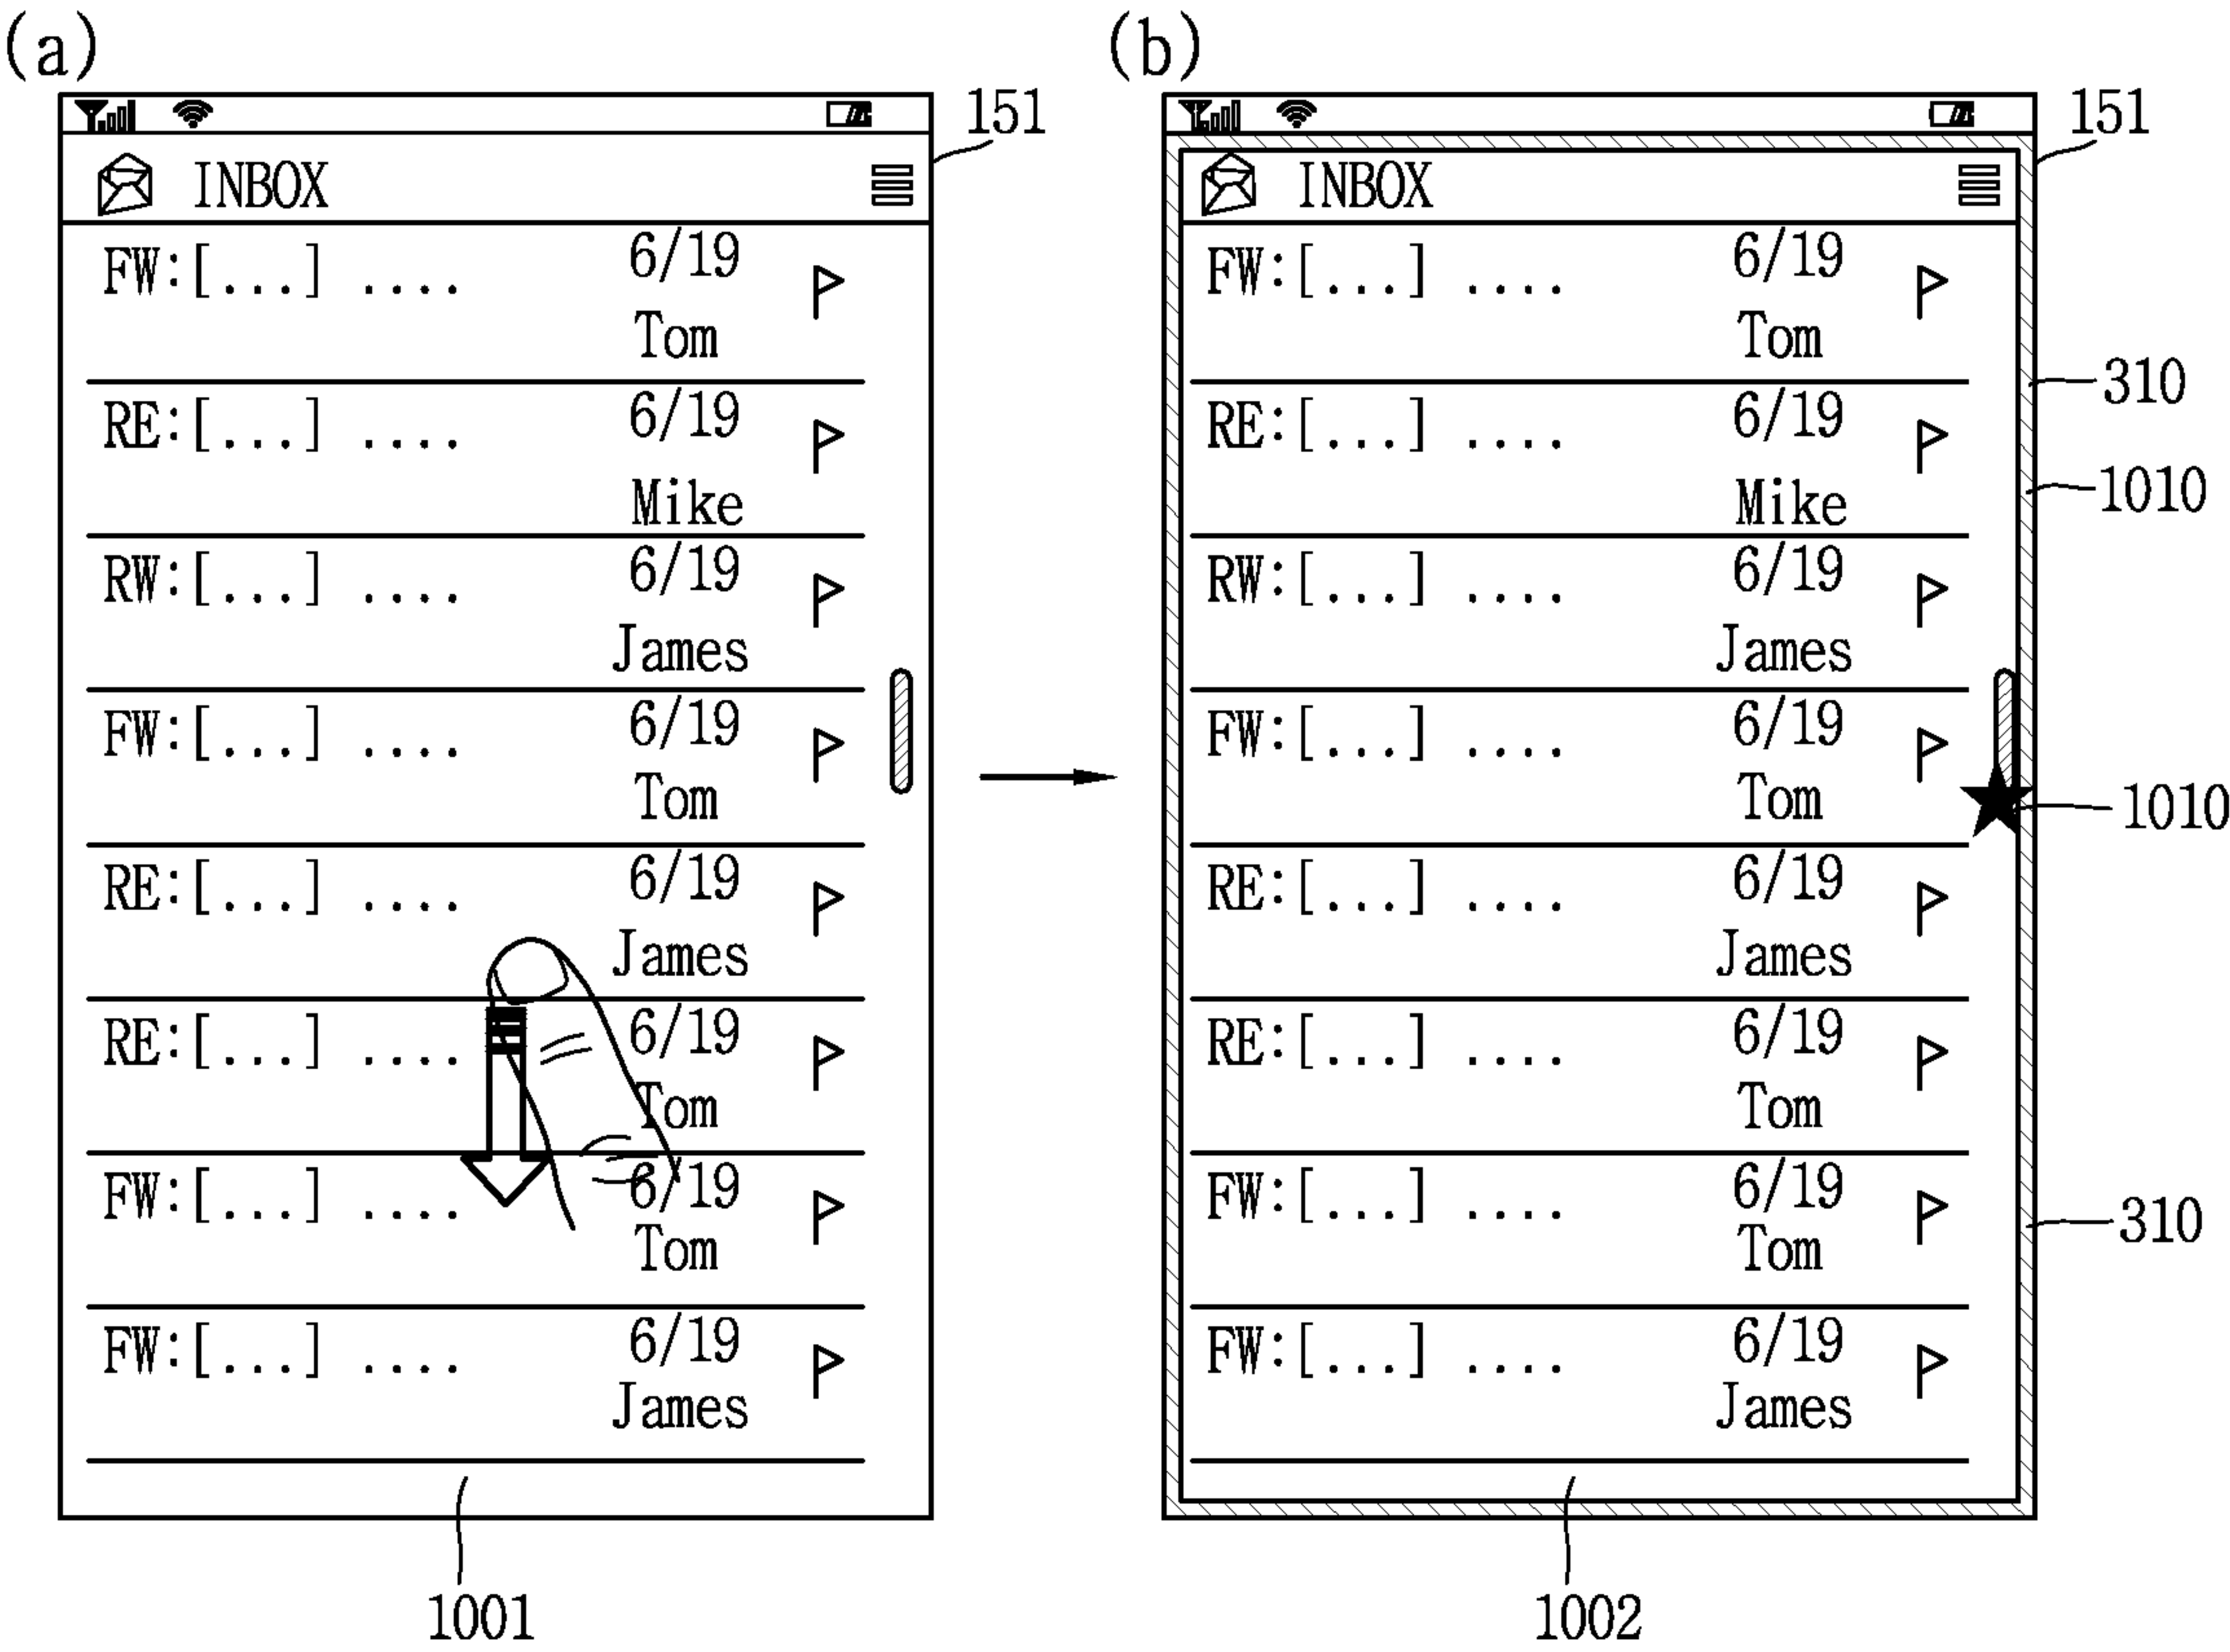 (a)
151
INBOX
FW:[...] .... 6/19
Tom
RE:[...] .... 6/19
Mike
RW:[...] .... 6/19
James
FW:[...] .... 6/19
Tom
RE:[...] .... 6/19
James
RE:[...] .... 6/19
Tom
FW:[...] .... 6/19
Tom
FW:[...] .... 6/19
James
1001
(b)
151
INBOX
FW:[...] .... 6/19
Tom
310
RE:[...] .... 6/19
Mike
1010
RW:[...] .... 6/19
James
FW:[...] .... 6/19
Tom
1010
RE:[...] .... 6/19
James
RE:[...] .... 6/19
Tom
FW:[...] .... 6/19
Tom
310
FW:[...] .... 6/19
James
1002